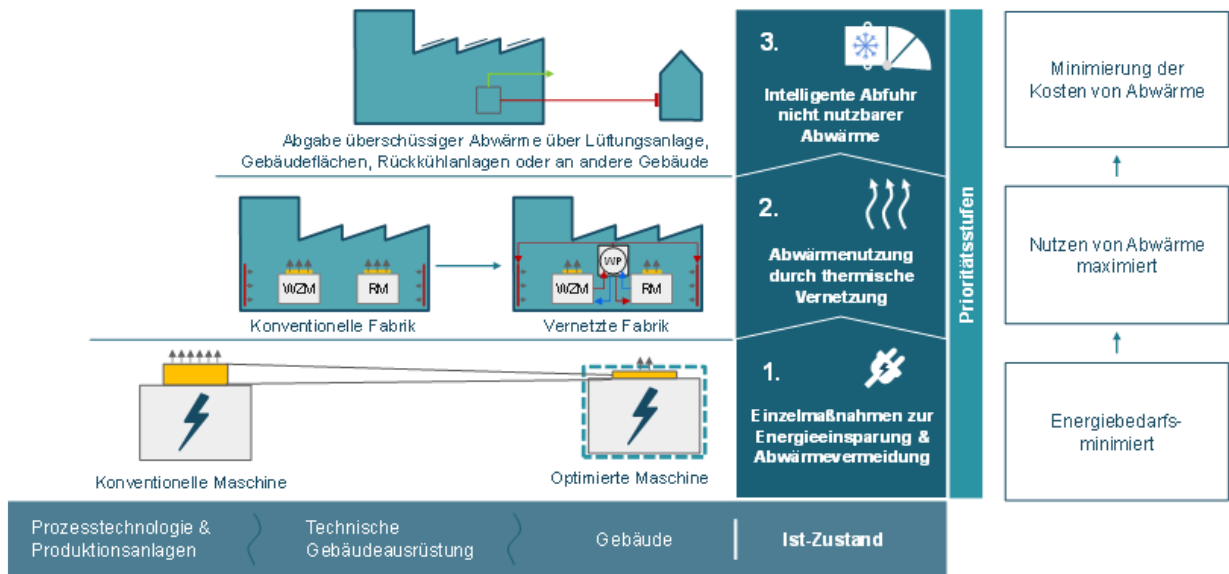 3.
Intelligente Abfuhr
nicht nutzbarer
Abwärme
Minimierung der
Kosten von Abwärme
Abgabe überschüssiger Abwärme über Lüftungsanlage,
Gebäudeflächen, Rückkühlanlagen oder an andere Gebäude
2.
Abwärmenutzung
durch thermische
Vernetzung
Nutzen von Abwärme
maximiert
WZM
RM
WZM
WP
RM
Konventionelle Fabrik
Vernetzte Fabrik
Prioritätsstufen
1.
Einzelmaßnahmen zur
Energieeinsparung &
Abwärmevermeidung
Energiebedarfs-
minimiert
Konventionelle Maschine
Optimierte Maschine
Prozesstechnologie &
Produktionsanlagen
Technische
Gebäudeausrüstung
Gebäude
Ist-Zustand